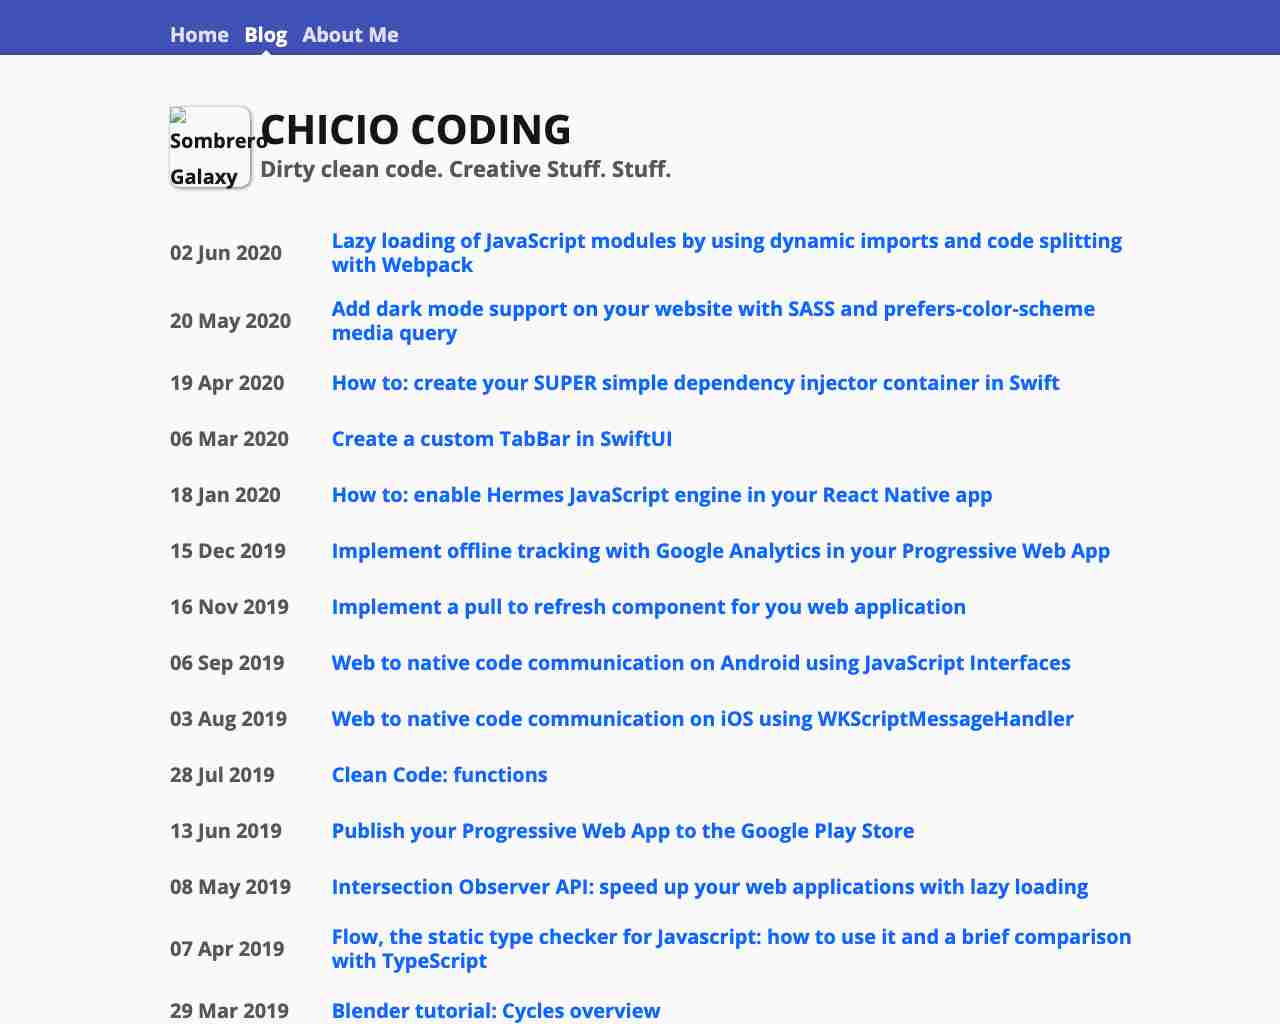 Home Blog About Me
Sombrero
Galaxy
CHICIO CODING
Dirty clean code. Creative Stuff. Stuff.
02 Jun 2020 Lazy loading of JavaScript modules by using dynamic imports and code splitting
with Webpack
20 May 2020 Add dark mode support on your website with SASS and prefers-color-scheme
media query
19 Apr 2020 How to: create your SUPER simple dependency injector container in Swift
06 Mar 2020 Create a custom TabBar in SwiftUI
18 Jan 2020 How to: enable Hermes JavaScript engine in your React Native app
15 Dec 2019 Implement offline tracking with Google Analytics in your Progressive Web App
16 Nov 2019 Implement a pull to refresh component for you web application
06 Sep 2019 Web to native code communication on Android using JavaScript Interfaces
03 Aug 2019 Web to native code communication on iOS using WKScriptMessageHandler
28 Jul 2019 Clean Code: functions
13 Jun 2019 Publish your Progressive Web App to the Google Play Store
08 May 2019 Intersection Observer API: speed up your web applications with lazy loading
07 Apr 2019 Flow, the static type checker for Javascript: how to use it and a brief comparison
with TypeScript
29 Mar 2019 Blender tutorial: Cycles overview